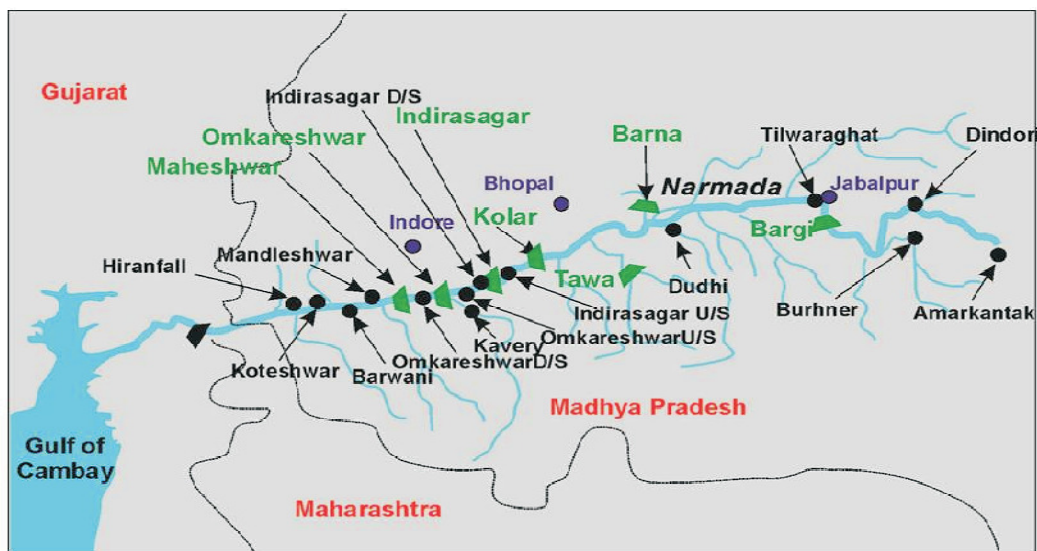 Gujarat
Indirasagar D/S
Indirasagar
Omkareshwar
Maheshwar
Barna
Tilwaraghat
Dindori
Bhopal
Narmada
Jabalpur
Indore
Kolar
Bargi
Mandleshwar
Hiranfall
Tawa
Dudhi
Indirasagar U/S
Burhner
Amarkantak
OmkareshwarU/S
Kavery
OmkareshwarD/S
Koteshwar
Barwani
Madhya Pradesh
Gulf of
Cambay
Maharashtra